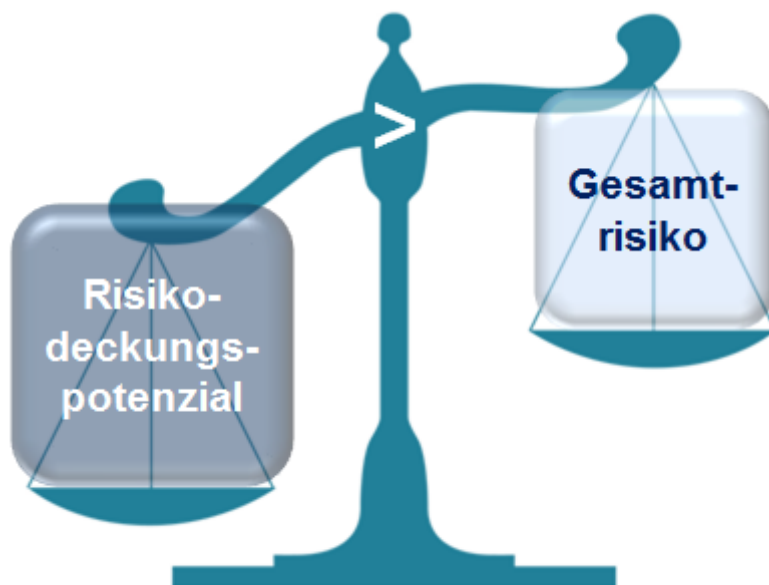 Risiko-
deckungs-
potenzial
>
Gesamt-
risiko